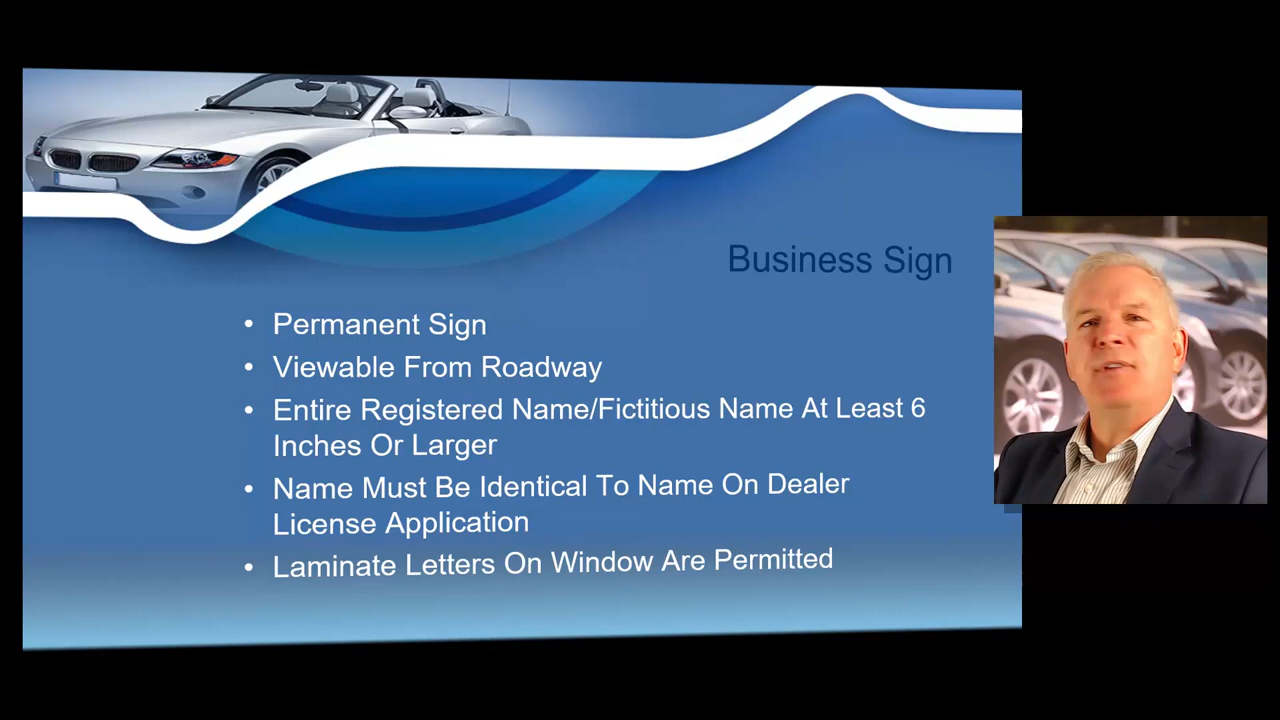 Business Sign
• Permanent Sign
• Viewable From Roadway
• Entire Registered Name/Fictitious Name At Least 6
Inches Or Larger
• Name Must Be Identical To Name On Dealer
License Application
• Laminate Letters On Window Are Permitted